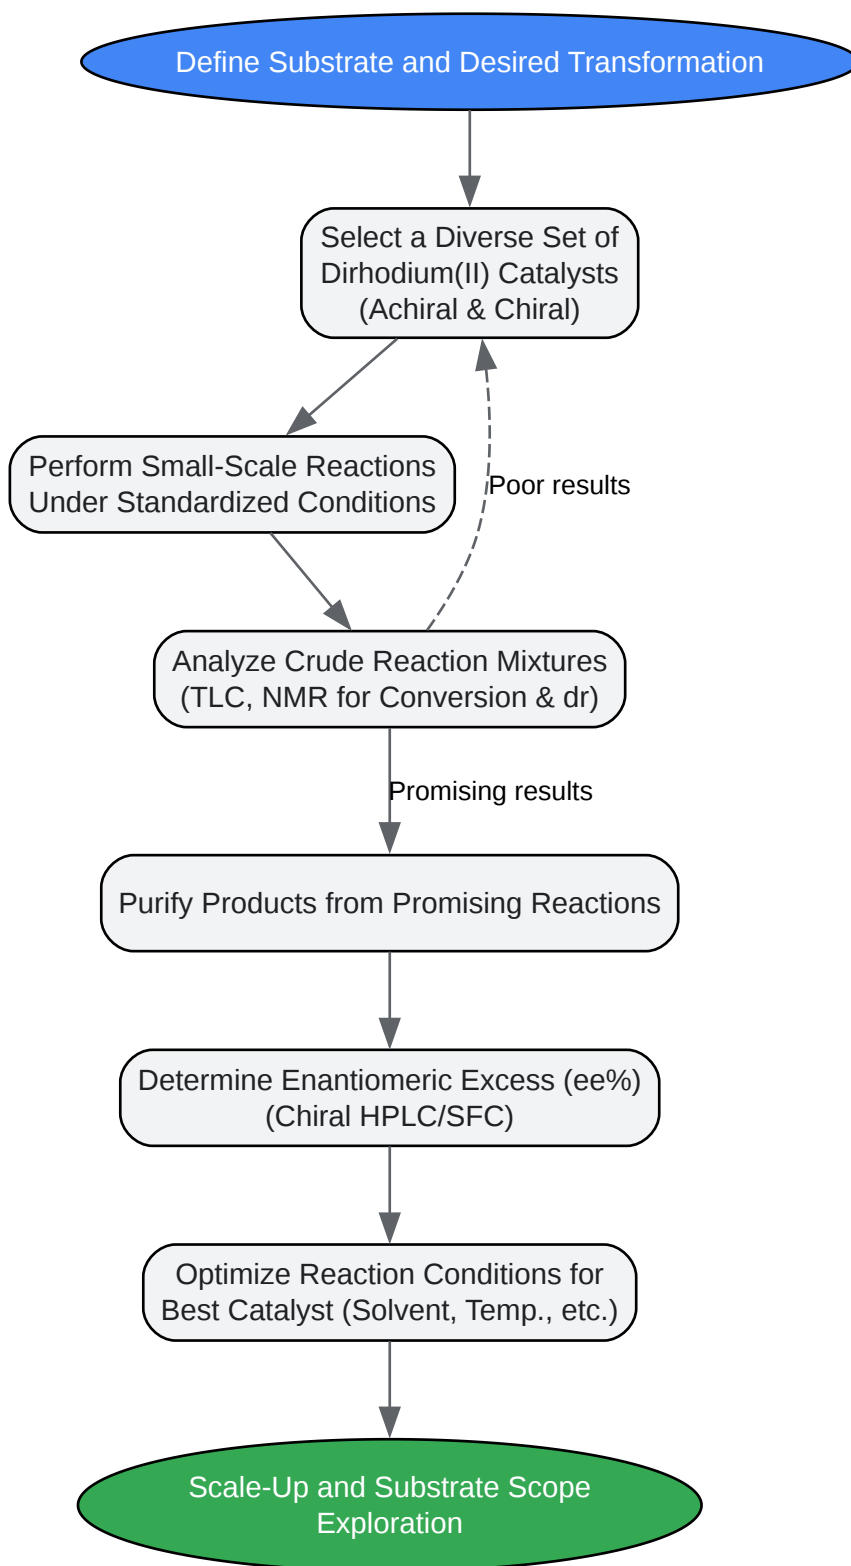 Define Substrate and Desired Transformation
Select a Diverse Set of
Dirhodium(II) Catalysts
(Achiral & Chiral)
Perform Small-Scale Reactions
Under Standardized Conditions
Poor results
Analyze Crude Reaction Mixtures
(TLC, NMR for Conversion & dr)
Promising results
Purify Products from Promising Reactions
Determine Enantiomeric Excess (ee%)
(Chiral HPLC/SFC)
Optimize Reaction Conditions for
Best Catalyst (Solvent, Temp., etc.)
Scale-Up and Substrate Scope
Exploration